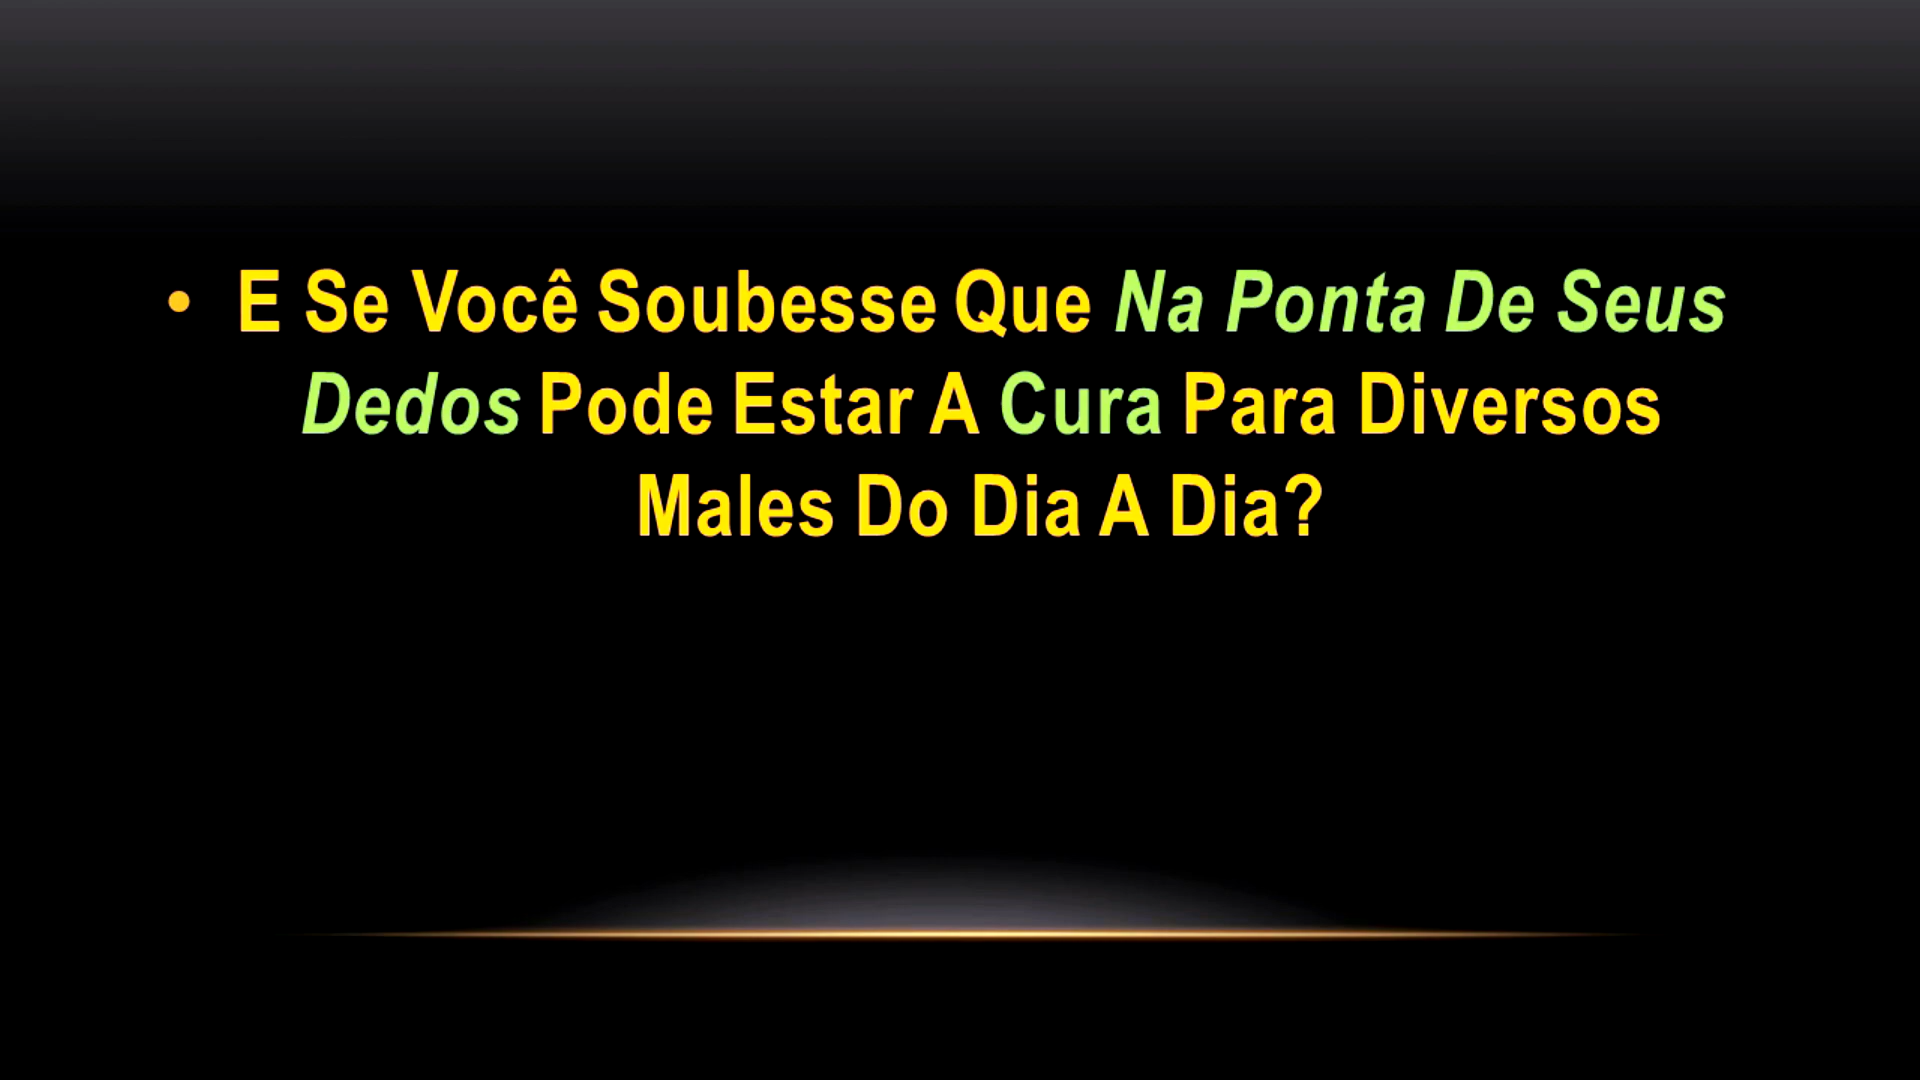 • E Se Você Soubesse Que Na Ponta De Seus
Dedos Pode Estar A Cura Para Diversos
Males Do Dia A Dia?